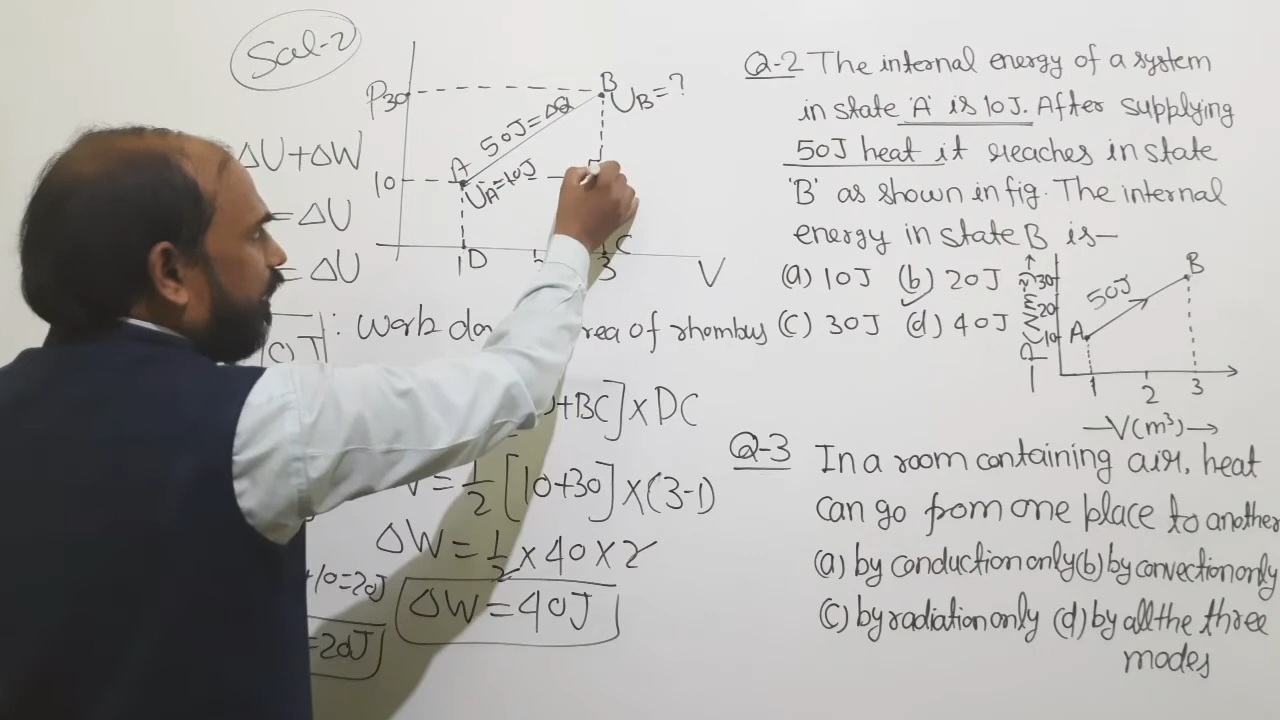 Sol-2
P 30
B
U_B = ?
50J = ΔQ
A
10
U_A = 10J
1 D
3
C
V
ΔU + ΔW
= ΔU
= ΔU
: Work
of rhombus
+BC] × DC
= 1/2 [10+30] × (3-1)
ΔW = 1/2 × 40 × 2
ΔW = 40J
+10 = 20J
= 20J
Q-2 The internal energy of a system
in state 'A' is 10J. After supplying
50J heat it reaches in state
'B' as shown in fig. The internal
energy in state B is—
(a) 10J (b) 20J
(c) 30J (d) 40J
30
20
10
50J
A
B
1 2 3
—V(m³)→
Q-3 In a room containing air, heat
can go from one place to another
(a) by conduction only (b) by convection only
(c) by radiation only (d) by all the three
modes